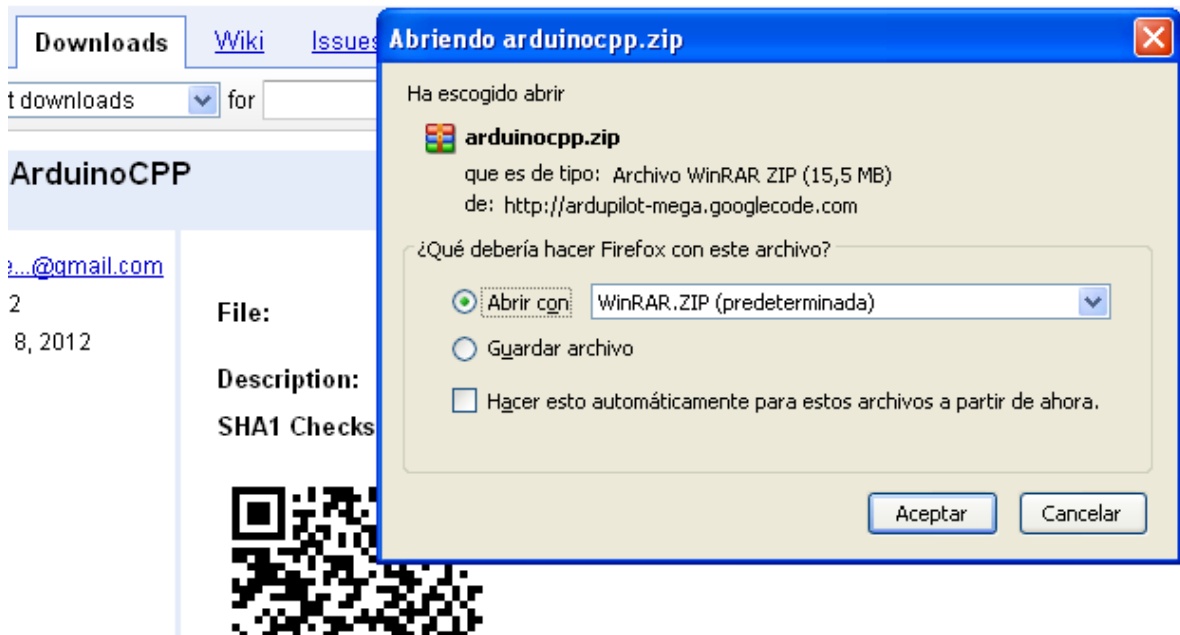 Downloads Wiki Issues
t downloads for
ArduinoCPP
e...@gmail.com
2
8, 2012
File:
Description:
SHA1 Checks
Abriendo arduinocpp.zip
Ha escogido abrir
arduinocpp.zip
que es de tipo: Archivo WinRAR ZIP (15,5 MB)
de: http://ardupilot-mega.googlecode.com
¿Qué debería hacer Firefox con este archivo?
Abrir con WinRAR.ZIP (predeterminada)
Guardar archivo
Hacer esto automáticamente para estos archivos a partir de ahora.
Aceptar Cancelar